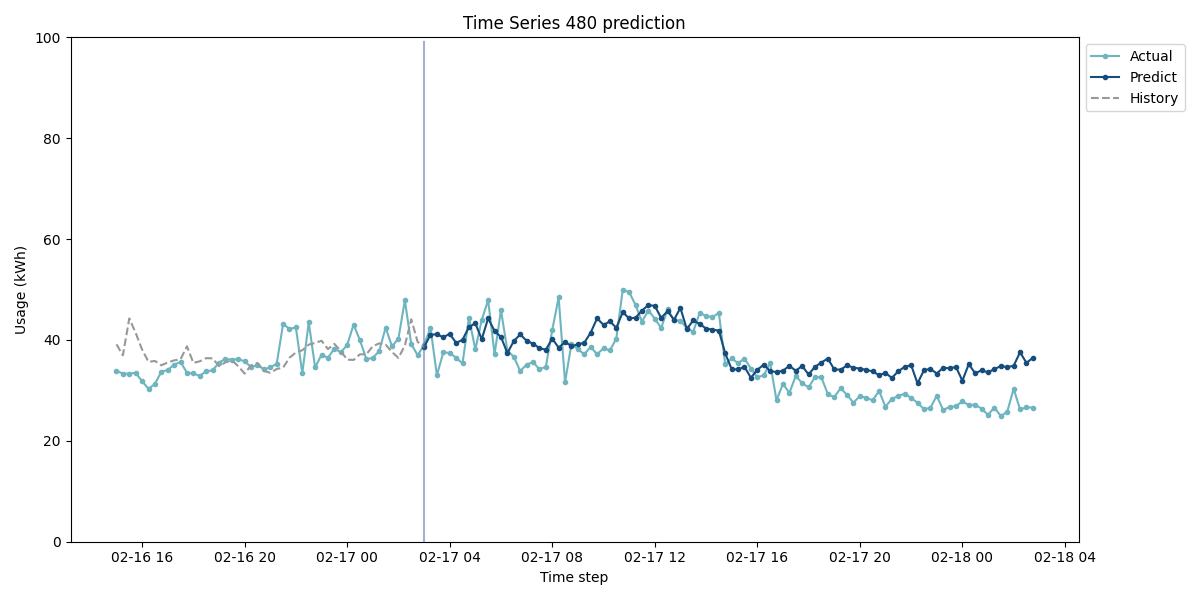 Time Series 480 prediction
100
80
60
40
20
0
Usage (kWh)
02-16 16
02-16 20
02-17 00
02-17 04
02-17 08
02-17 12
02-17 16
02-17 20
02-18 00
02-18 04
Time step
Actual
Predict
History